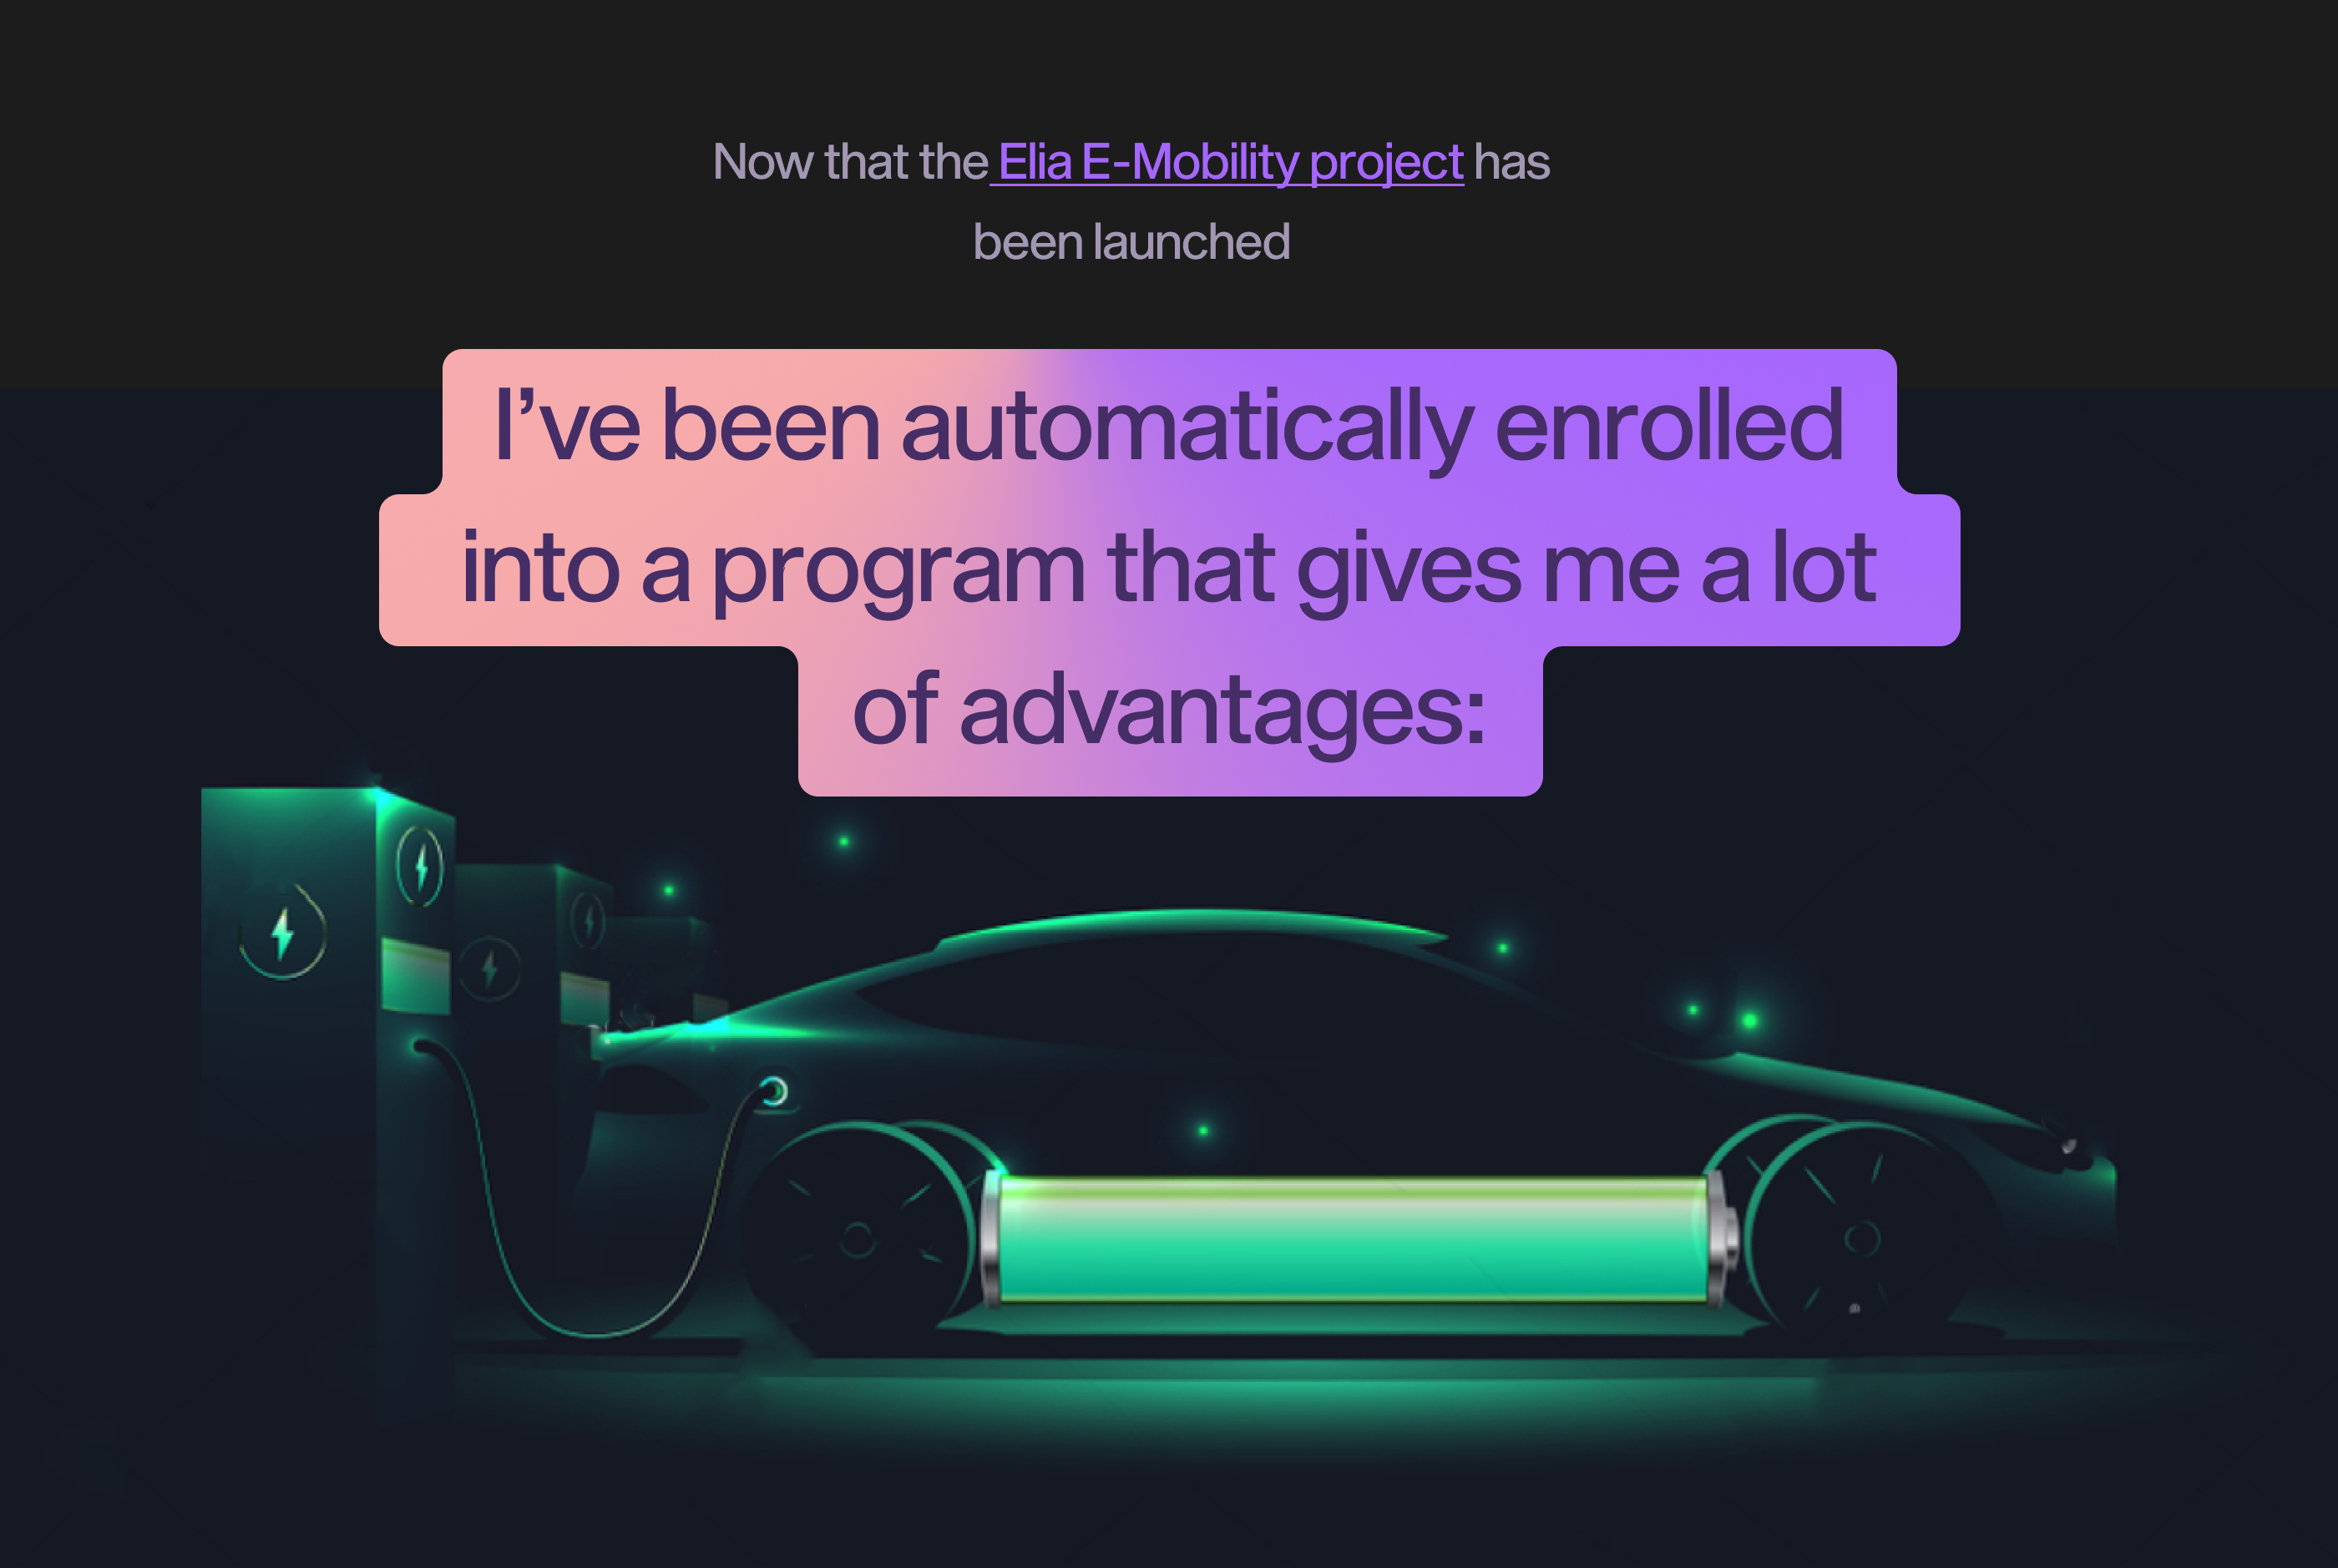 Now that the Elia E-Mobility project has
been launched
I’ve been automatically enrolled
into a program that gives me a lot
of advantages: